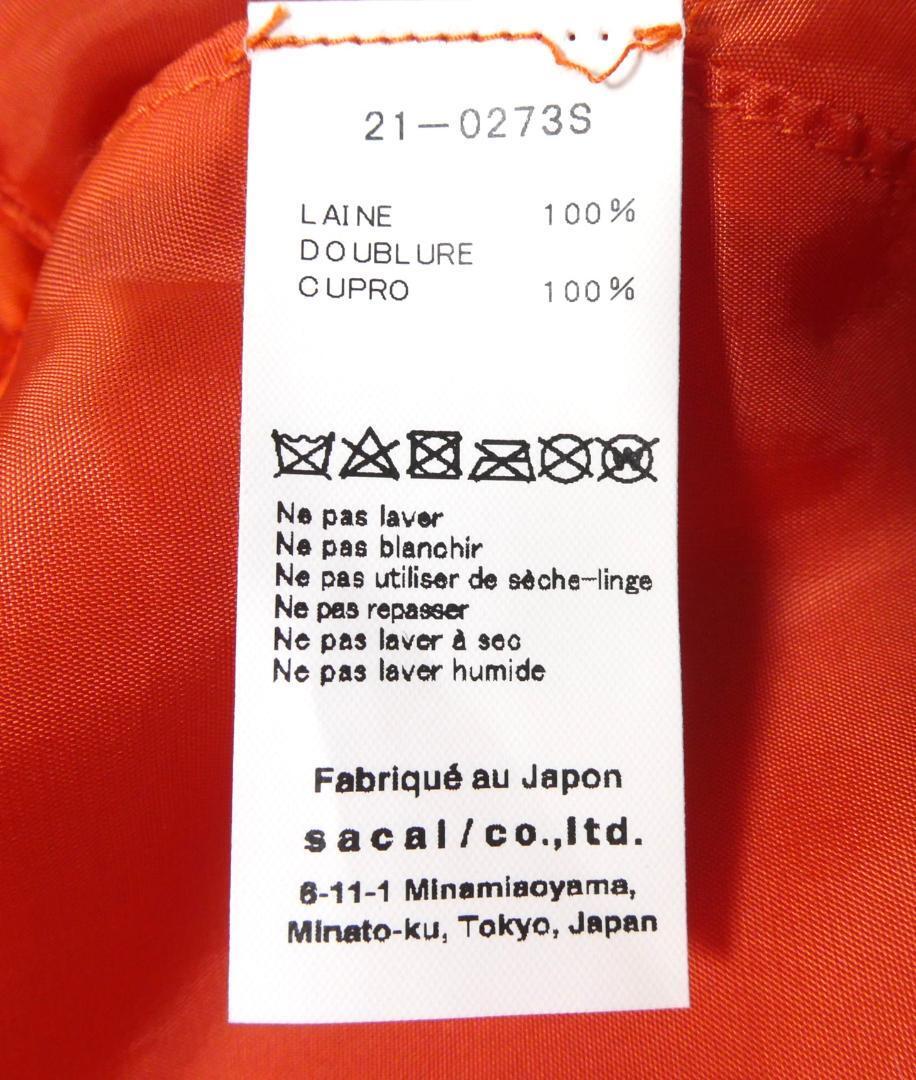 21-0273S
LAINE 100%
DOUBLURE
CUPRO 100%
W
Ne pas laver
Ne pas blanchir
Ne pas utiliser de sèche-linge
Ne pas repasser
Ne pas laver à sec
Ne pas laver humide
Fabriqué au Japon
sacai/co.,ltd.
6-11-1 Minamiaoyama,
Minato-ku, Tokyo, Japan